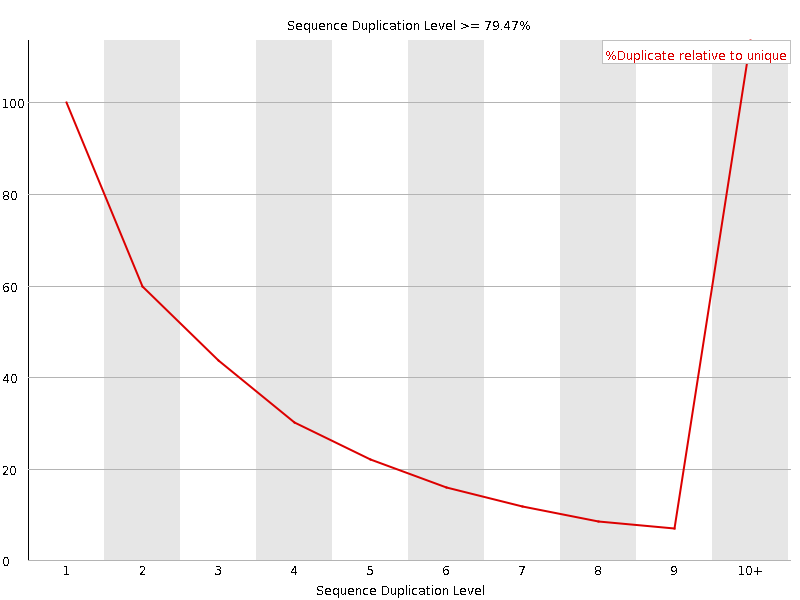 Sequence Duplication Level >= 79.47%
%Duplicate relative to unique
100
80
60
40
20
0
1 2 3 4 5 6 7 8 9 10+
Sequence Duplication Level